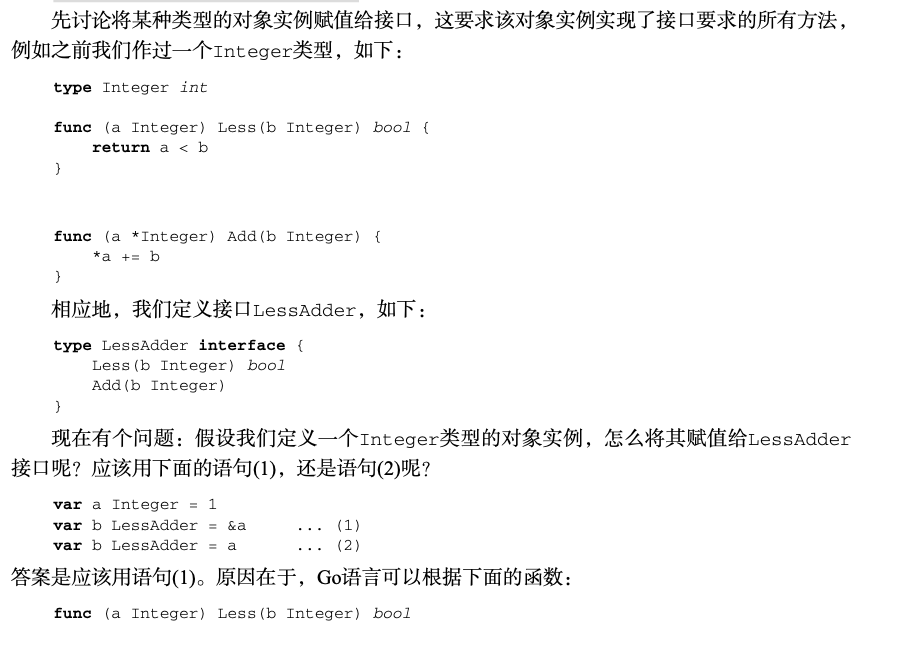 先讨论将某种类型的对象实例赋值给接口，这要求该对象实例实现了接口要求的所有方法，
例如之前我们作过一个Integer类型，如下：
type Integer int
func (a Integer) Less(b Integer) bool {
    return a < b
}
func (a *Integer) Add(b Integer) {
    *a += b
}
相应地，我们定义接口LessAdder，如下：
type LessAdder interface {
    Less(b Integer) bool
    Add(b Integer)
}
现在有个问题：假设我们定义一个Integer类型的对象实例，怎么将其赋值给LessAdder
接口呢？应该用下面的语句(1)，还是语句(2)呢？
var a Integer = 1
var b LessAdder = &a     ... (1)
var b LessAdder = a      ... (2)
答案是应该用语句(1)。原因在于，Go语言可以根据下面的函数：
func (a Integer) Less(b Integer) bool